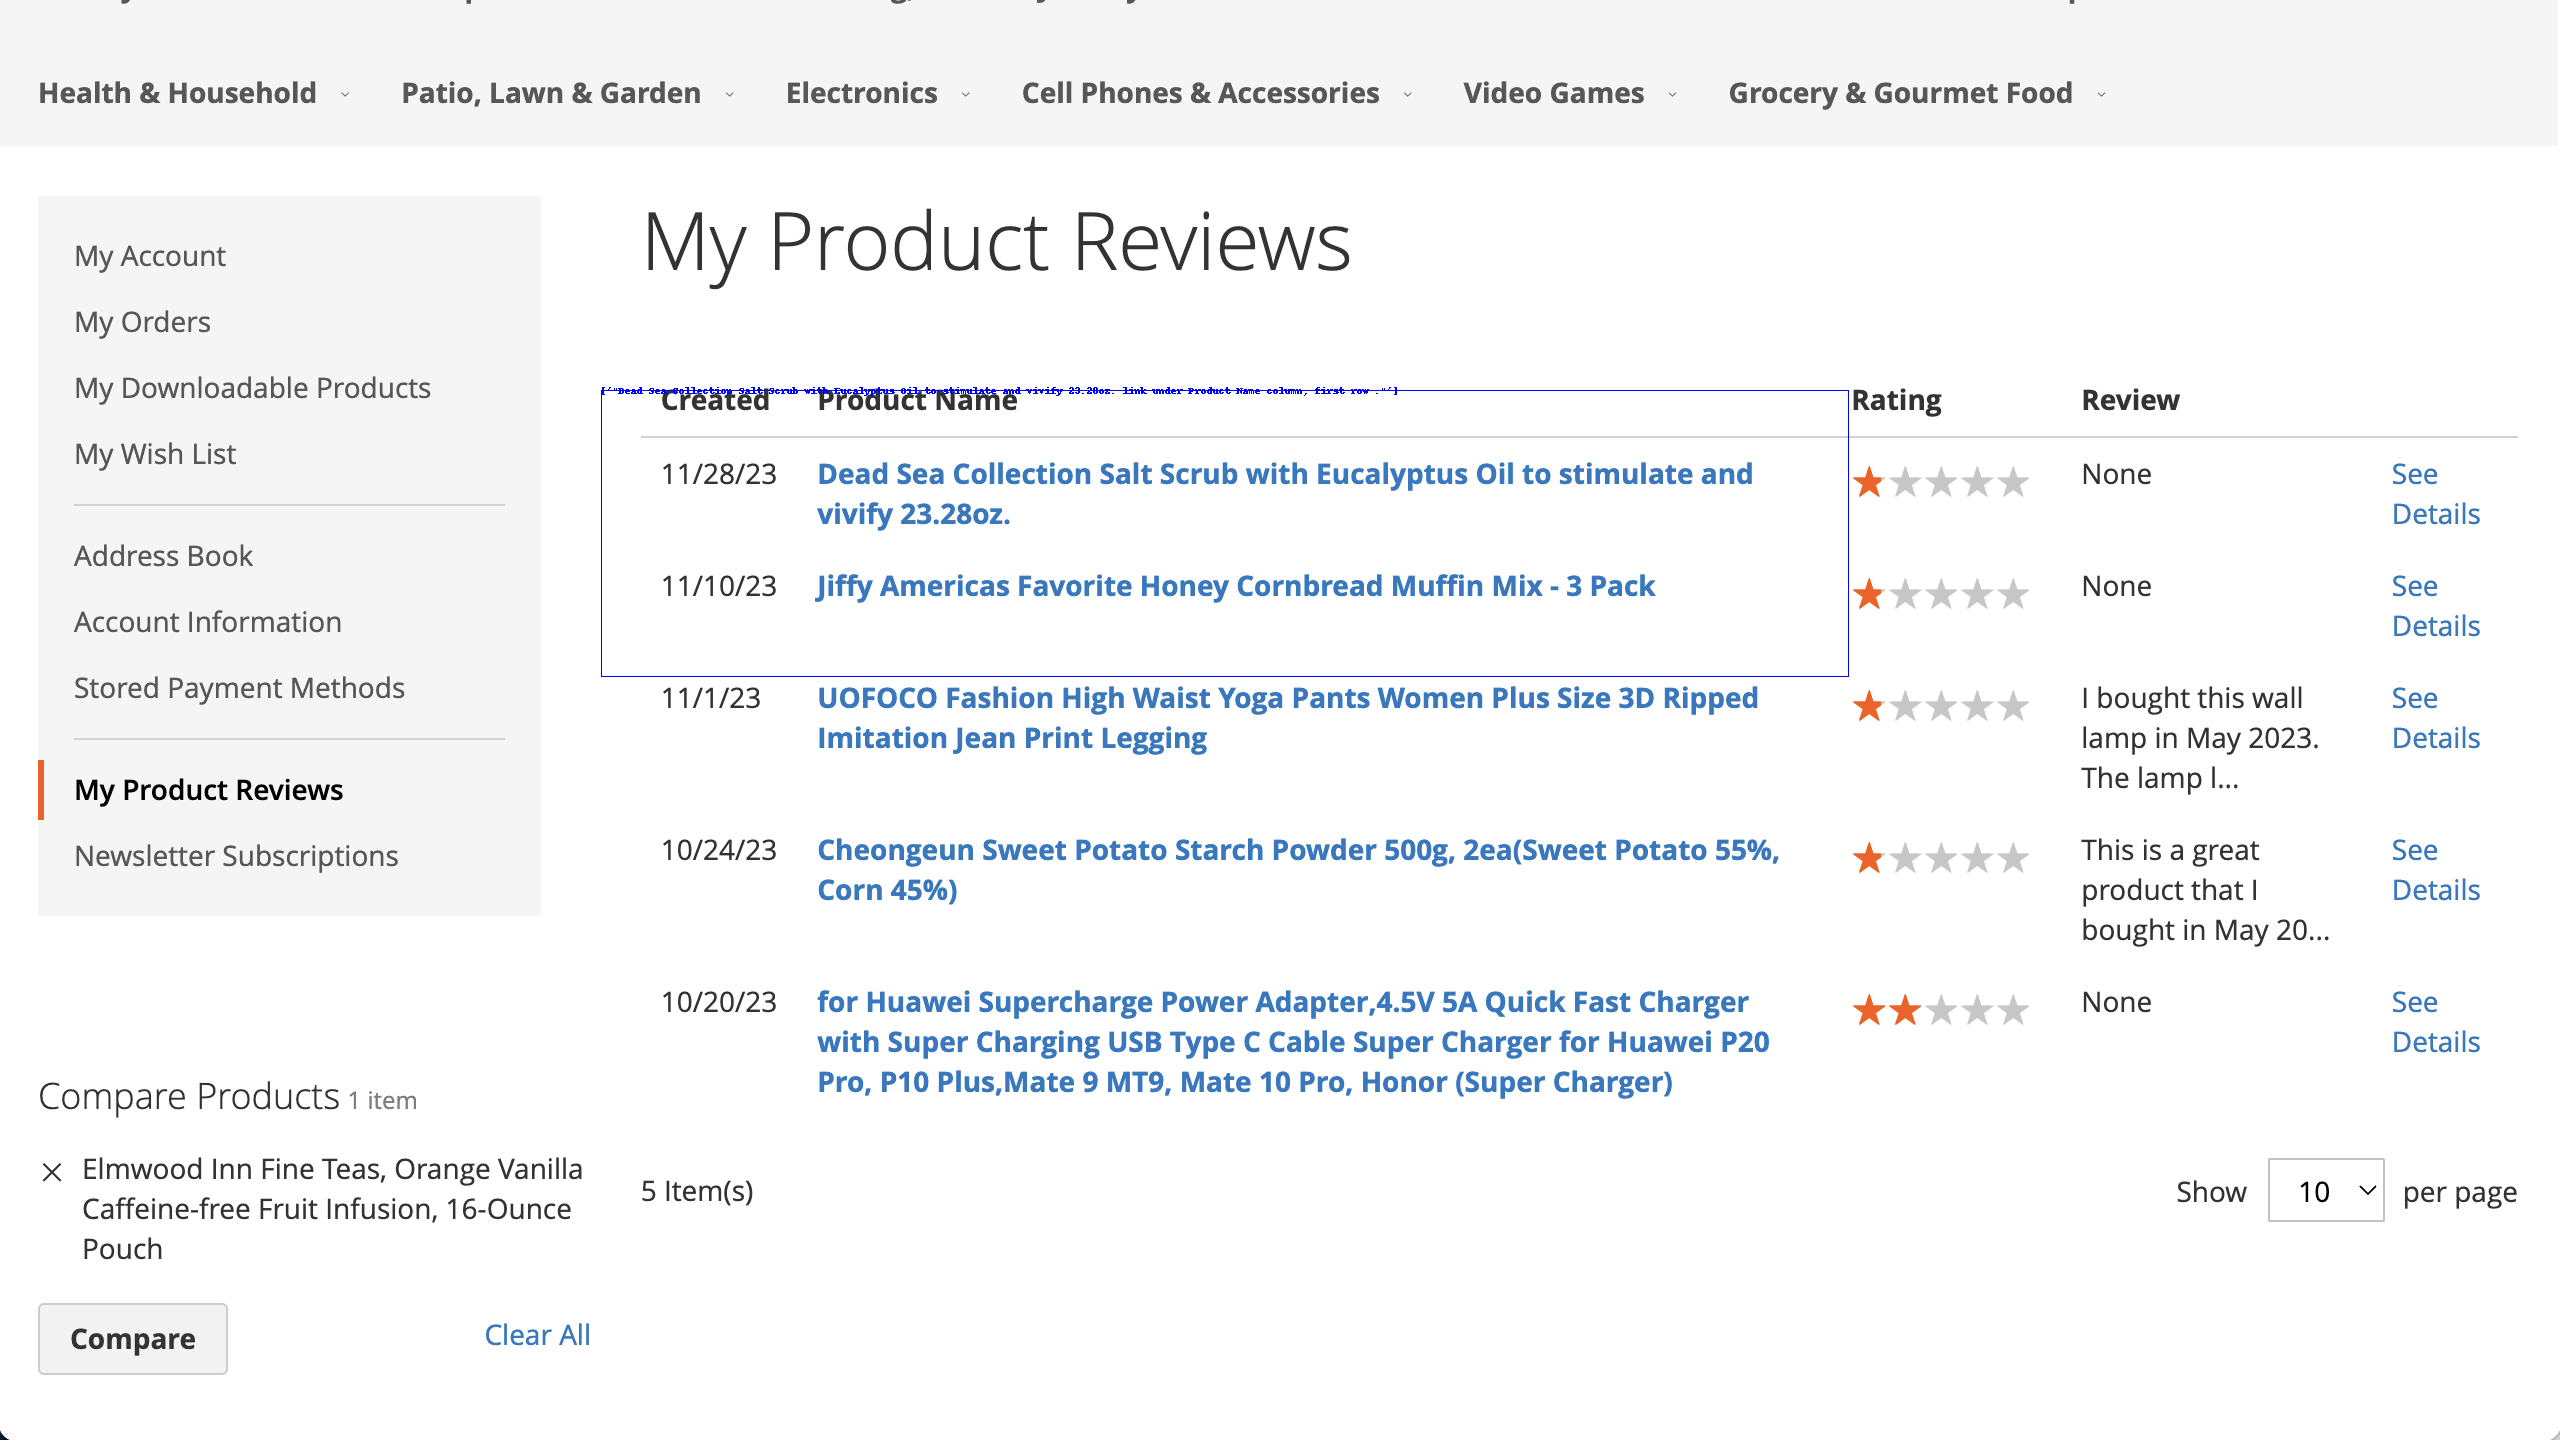 Health & Household
Patio, Lawn & Garden
Electronics
Cell Phones & Accessories
Video Games
Grocery & Gourmet Food
My Account
My Orders
My Downloadable Products
My Wish List
Address Book
Account Information
Stored Payment Methods
My Product Reviews
Newsletter Subscriptions
Compare Products 1 item
Elmwood Inn Fine Teas, Orange Vanilla
Caffeine-free Fruit Infusion, 16-Ounce
Pouch
Compare
Clear All
My Product Reviews
['"Dead Sea Collection Salt Scrub with Eucalyptus Oil to stimulate and vivify 23.28oz. link under Product Name column, first row ."']
Created Product Name Rating Review
11/28/23 Dead Sea Collection Salt Scrub with Eucalyptus Oil to stimulate and None See
vivify 23.28oz. Details
11/10/23 Jiffy Americas Favorite Honey Cornbread Muffin Mix - 3 Pack None See
Details
11/1/23 UOFOCO Fashion High Waist Yoga Pants Women Plus Size 3D Ripped I bought this wall See
Imitation Jean Print Legging lamp in May 2023. Details
The lamp l...
10/24/23 Cheongeun Sweet Potato Starch Powder 500g, 2ea(Sweet Potato 55%, This is a great See
Corn 45%) product that I Details
bought in May 20...
10/20/23 for Huawei Supercharge Power Adapter,4.5V 5A Quick Fast Charger None See
with Super Charging USB Type C Cable Super Charger for Huawei P20 Details
Pro, P10 Plus,Mate 9 MT9, Mate 10 Pro, Honor (Super Charger)
5 Item(s)
Show 10 per page